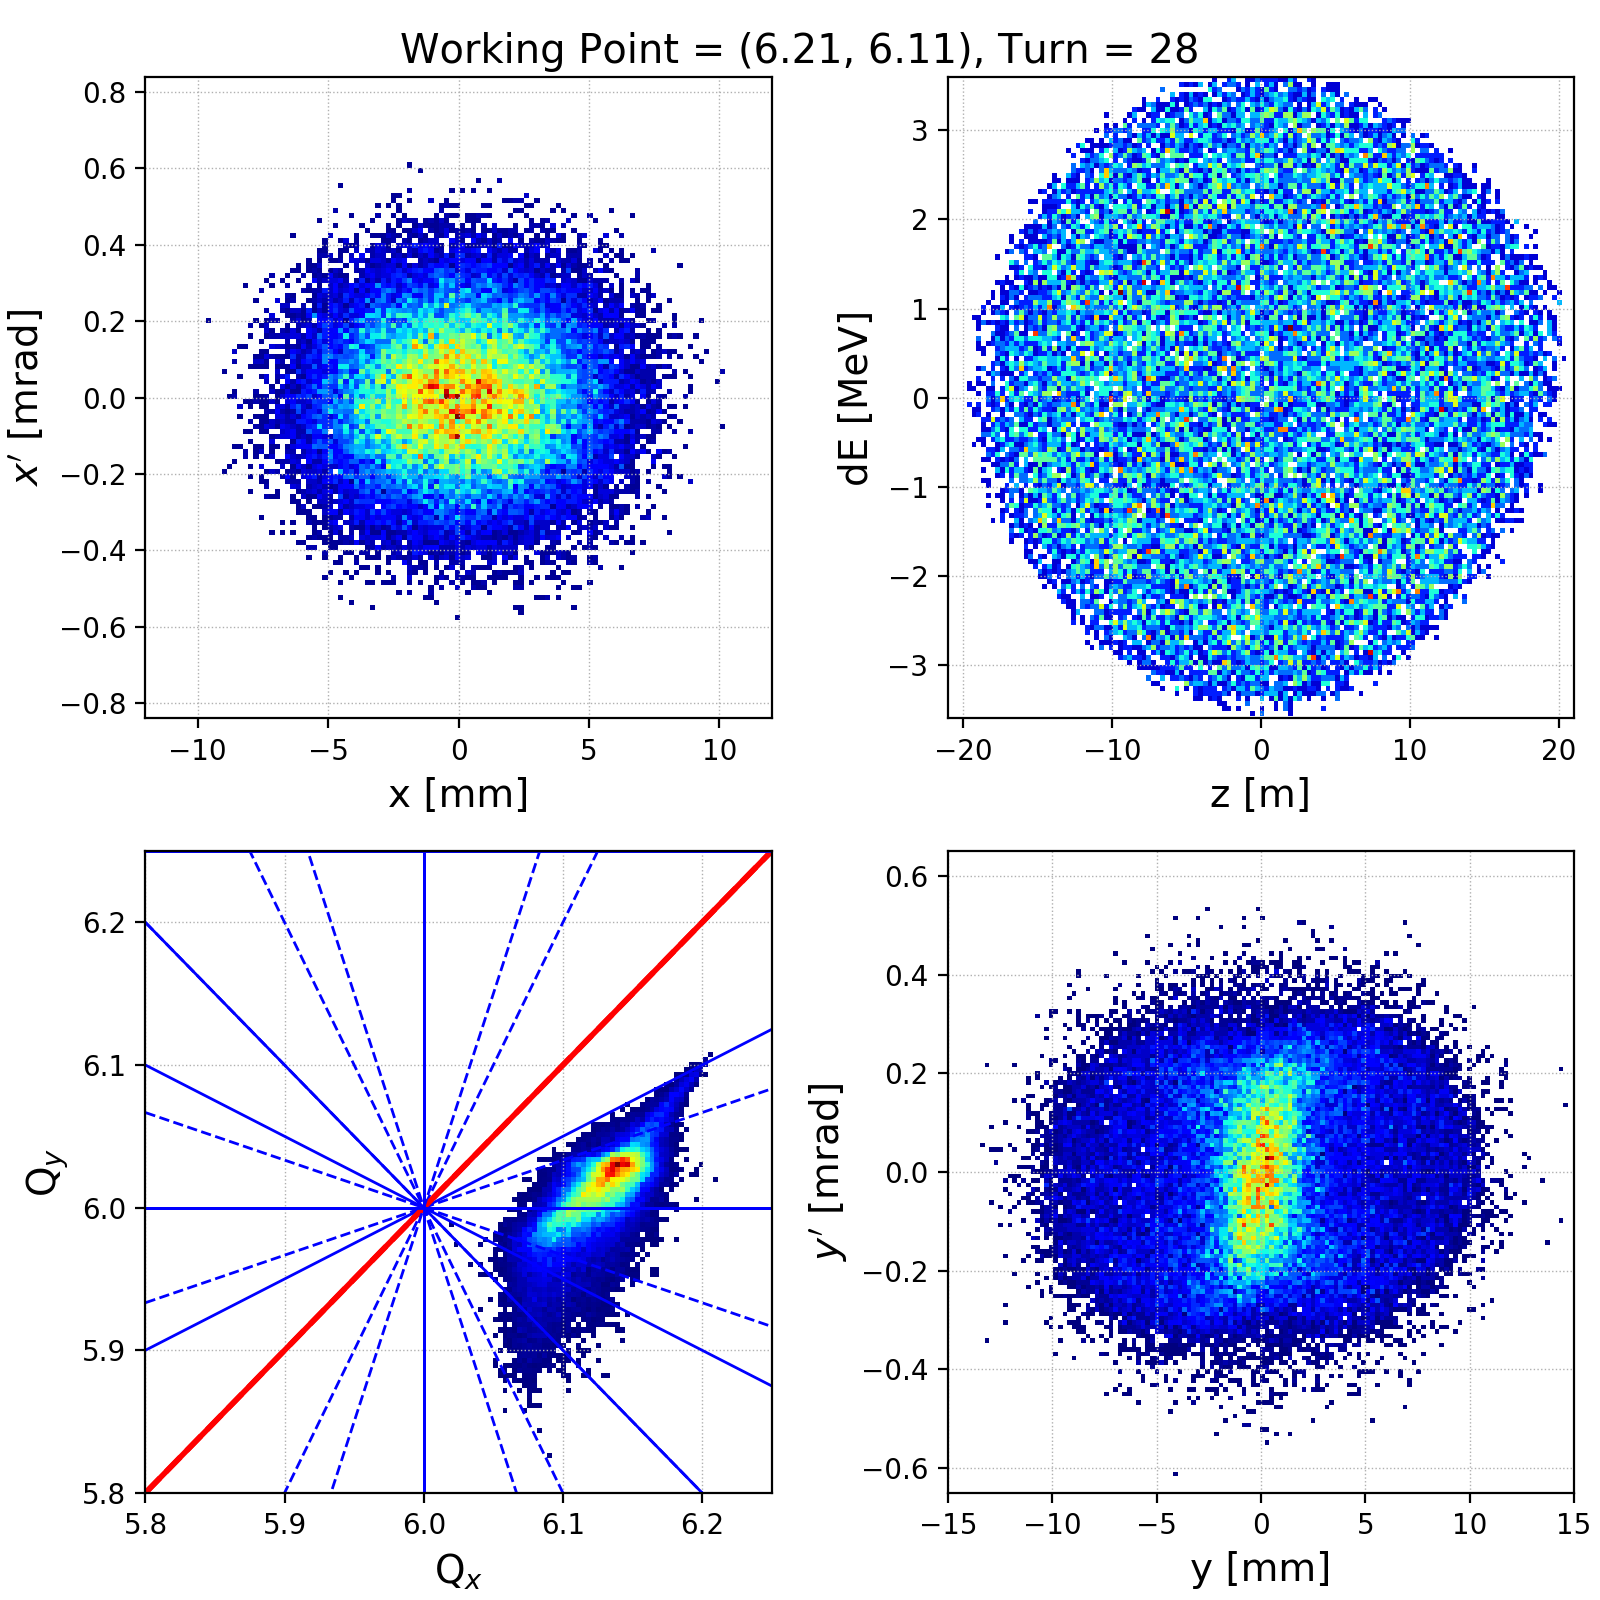 Working Point = (6.21, 6.11), Turn = 28
0.8
0.6
0.4
0.2
0.0
−0.2
−0.4
−0.6
−0.8
x′ [mrad]
−10 −5 0 5 10
x [mm]
3
2
1
0
−1
−2
−3
dE [MeV]
−20 −10 0 10 20
z [m]
6.2
6.1
6.0
5.9
5.8
Qy
5.8 5.9 6.0 6.1 6.2
Qx
0.6
0.4
0.2
0.0
−0.2
−0.4
−0.6
y′ [mrad]
−15 −10 −5 0 5 10 15
y [mm]